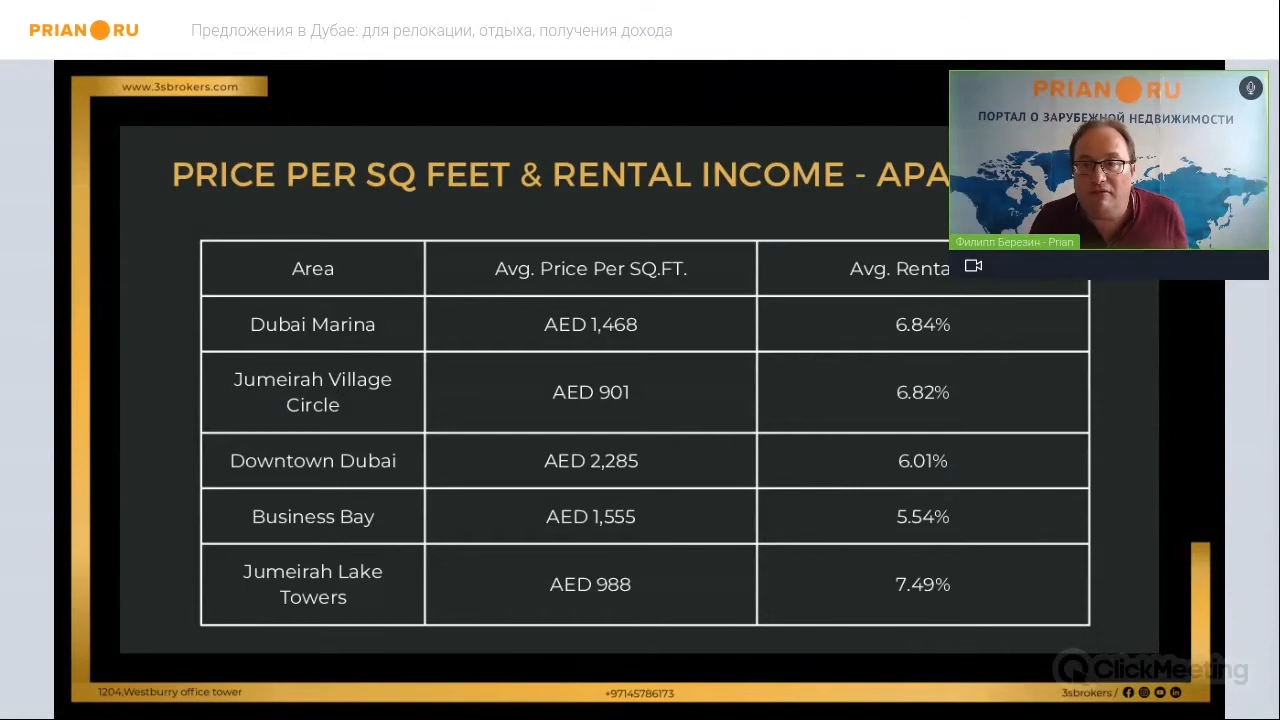 PRIAN RU
Предложения в Дубае: для релокации, отдыха, получения дохода
www.3sbrokers.com
PRIAN RU
ПОРТАЛ О ЗАРУБЕЖНОЙ НЕДВИЖИМОСТИ
Филипп Березин - Prian
PRICE PER SQ FEET & RENTAL INCOME - APA
Area
Avg. Price Per SQ.FT.
Avg. Renta
Dubai Marina
AED 1,468
6.84%
Jumeirah Village
Circle
AED 901
6.82%
Downtown Dubai
AED 2,285
6.01%
Business Bay
AED 1,555
5.54%
Jumeirah Lake
Towers
AED 988
7.49%
ClickMeeting
1204,Westburry office tower
+97145786173
3sbrokers /